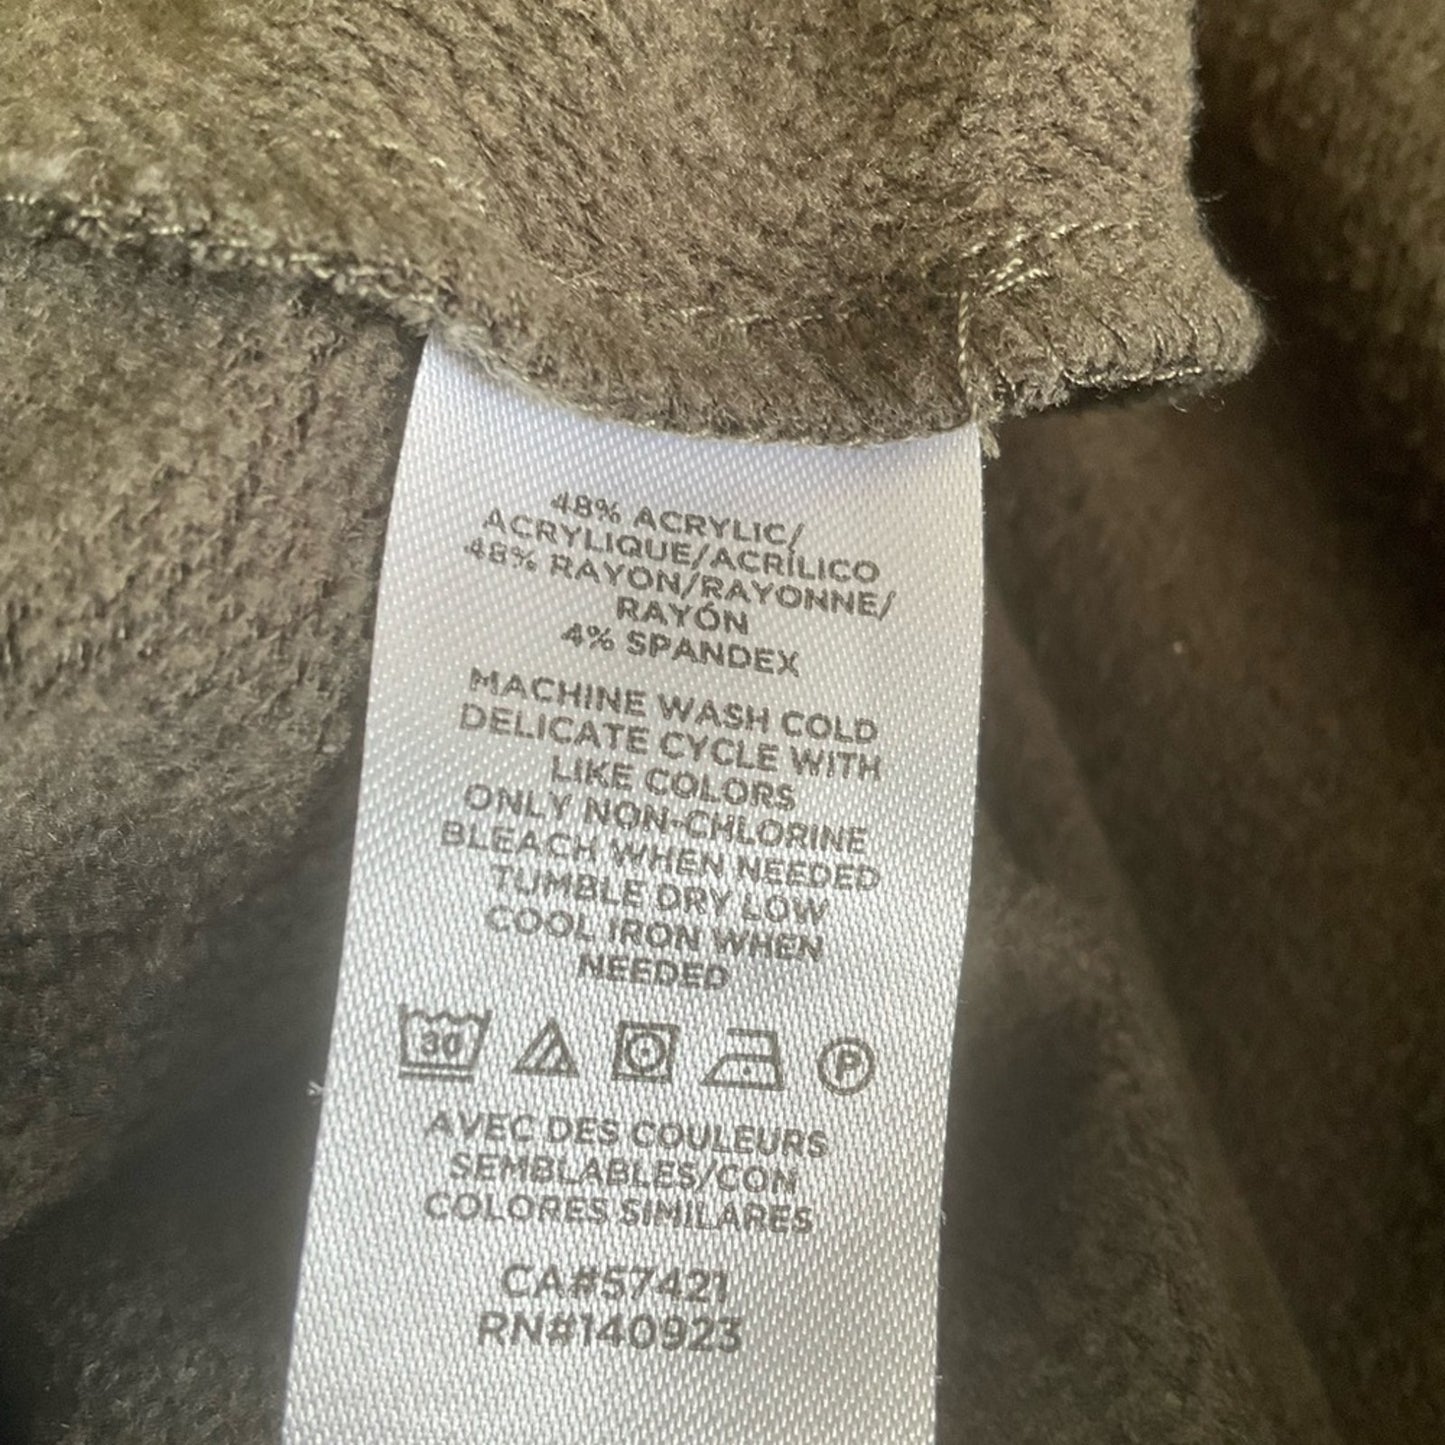 48% ACRYLIC/
ACRYLIQUE/ACRÍLICO
48% RAYON/RAYONNE/
RAYÓN
4% SPANDEX
MACHINE WASH COLD
DELICATE CYCLE WITH
LIKE COLORS
ONLY NON-CHLORINE
BLEACH WHEN NEEDED
TUMBLE DRY LOW
COOL IRON WHEN
NEEDED
30 P
AVEC DES COULEURS
SEMBLABLES/CON
COLORES SIMILARES
CA#57421
RN#140923